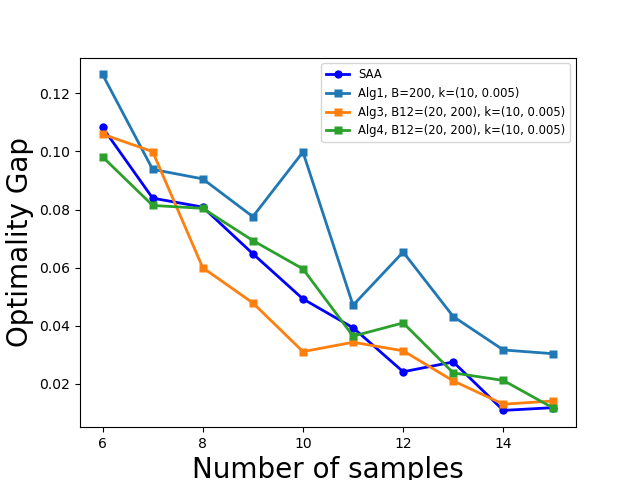 SAA
Alg1, B=200, k=(10, 0.005)
Alg3, B12=(20, 200), k=(10, 0.005)
Alg4, B12=(20, 200), k=(10, 0.005)
Optimality Gap
0.12
0.10
0.08
0.06
0.04
0.02
6 8 10 12 14
Number of samples